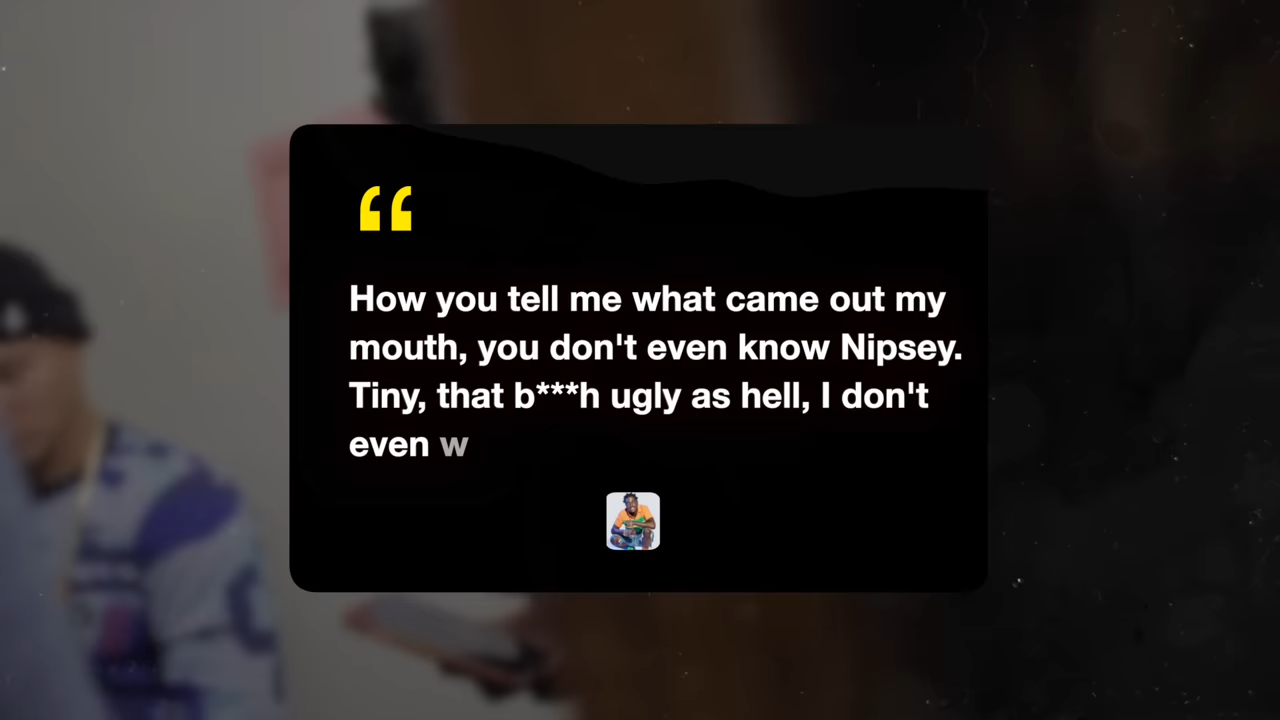 “
How you tell me what came out my
mouth, you don't even know Nipsey.
Tiny, that b***h ugly as hell, I don't
even w